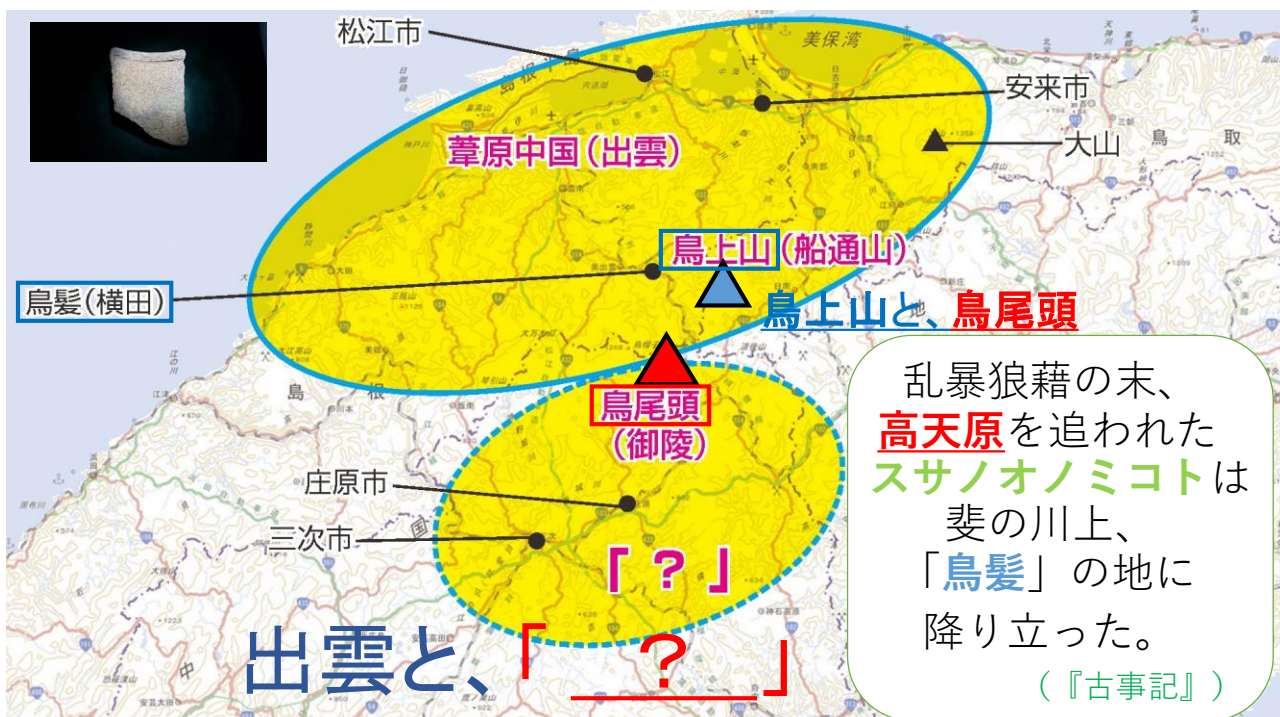 松江市
美保湾
安来市
大山
鳥取
葦原中国(出雲)
鳥上山(船通山)
鳥髪(横田)
鳥上山と、鳥尾頭
島根
鳥尾頭
(御陵)
庄原市
三次市
「?」
出雲と、「 ? 」
乱暴狼藉の末、
高天原を追われた
スサノオノミコトは
斐の川上、
「鳥髪」の地に
降り立った。
(『古事記』)